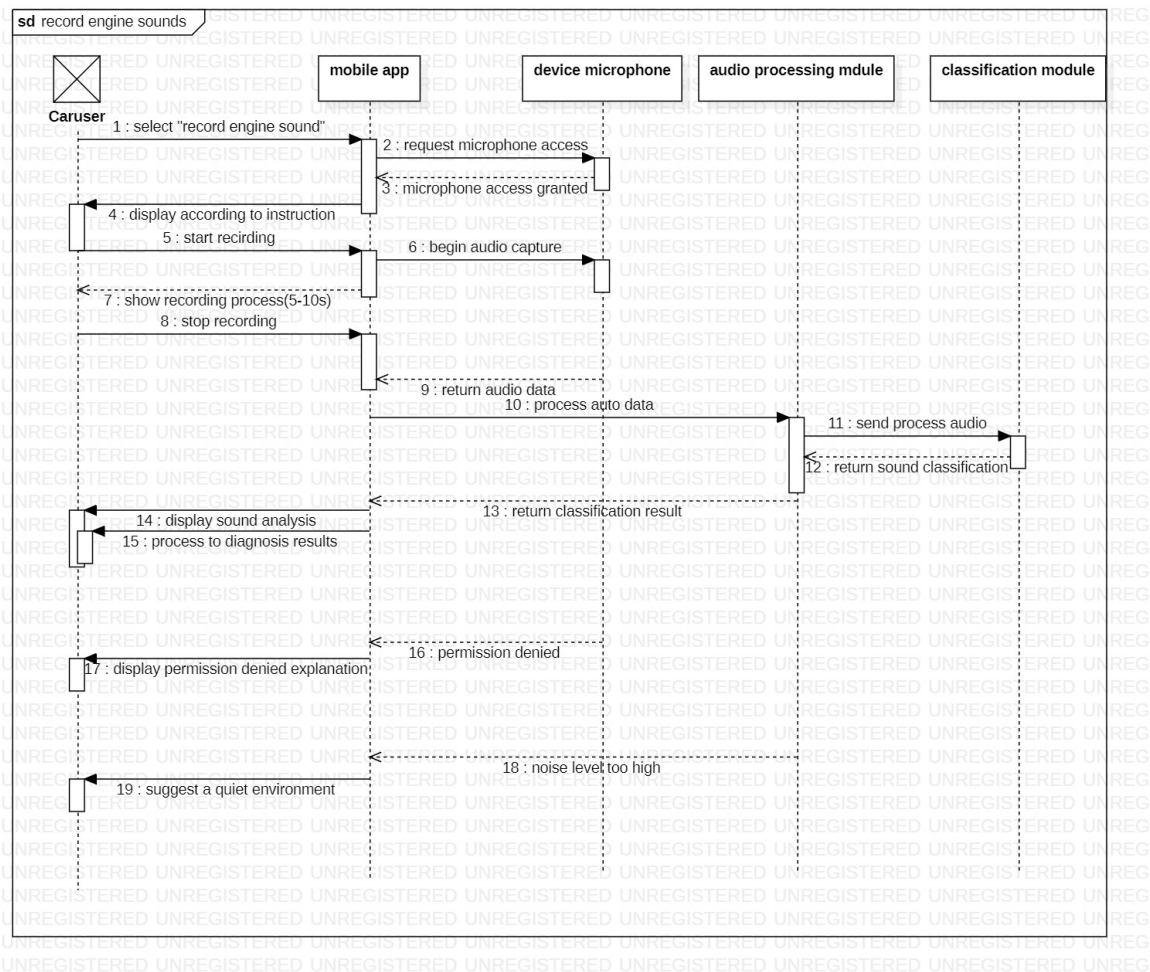 sd record engine sounds
mobile app
device microphone
audio processing mdule
classification module
Caruser
1 : select "record engine sound"
2 : request microphone access
3 : microphone access granted
4 : display according to instruction
5 : start recirding
6 : begin audio capture
7 : show recording process(5-10s)
8 : stop recording
9 : return audio data
10 : process auto data
11 : send process audio
12 : return sound classification
13 : return classification result
14 : display sound analysis
15 : process to diagnosis results
16 : permission denied
17 : display permission denied explanation
18 : noise level too high
19 : suggest a quiet environment
UNREGISTERED